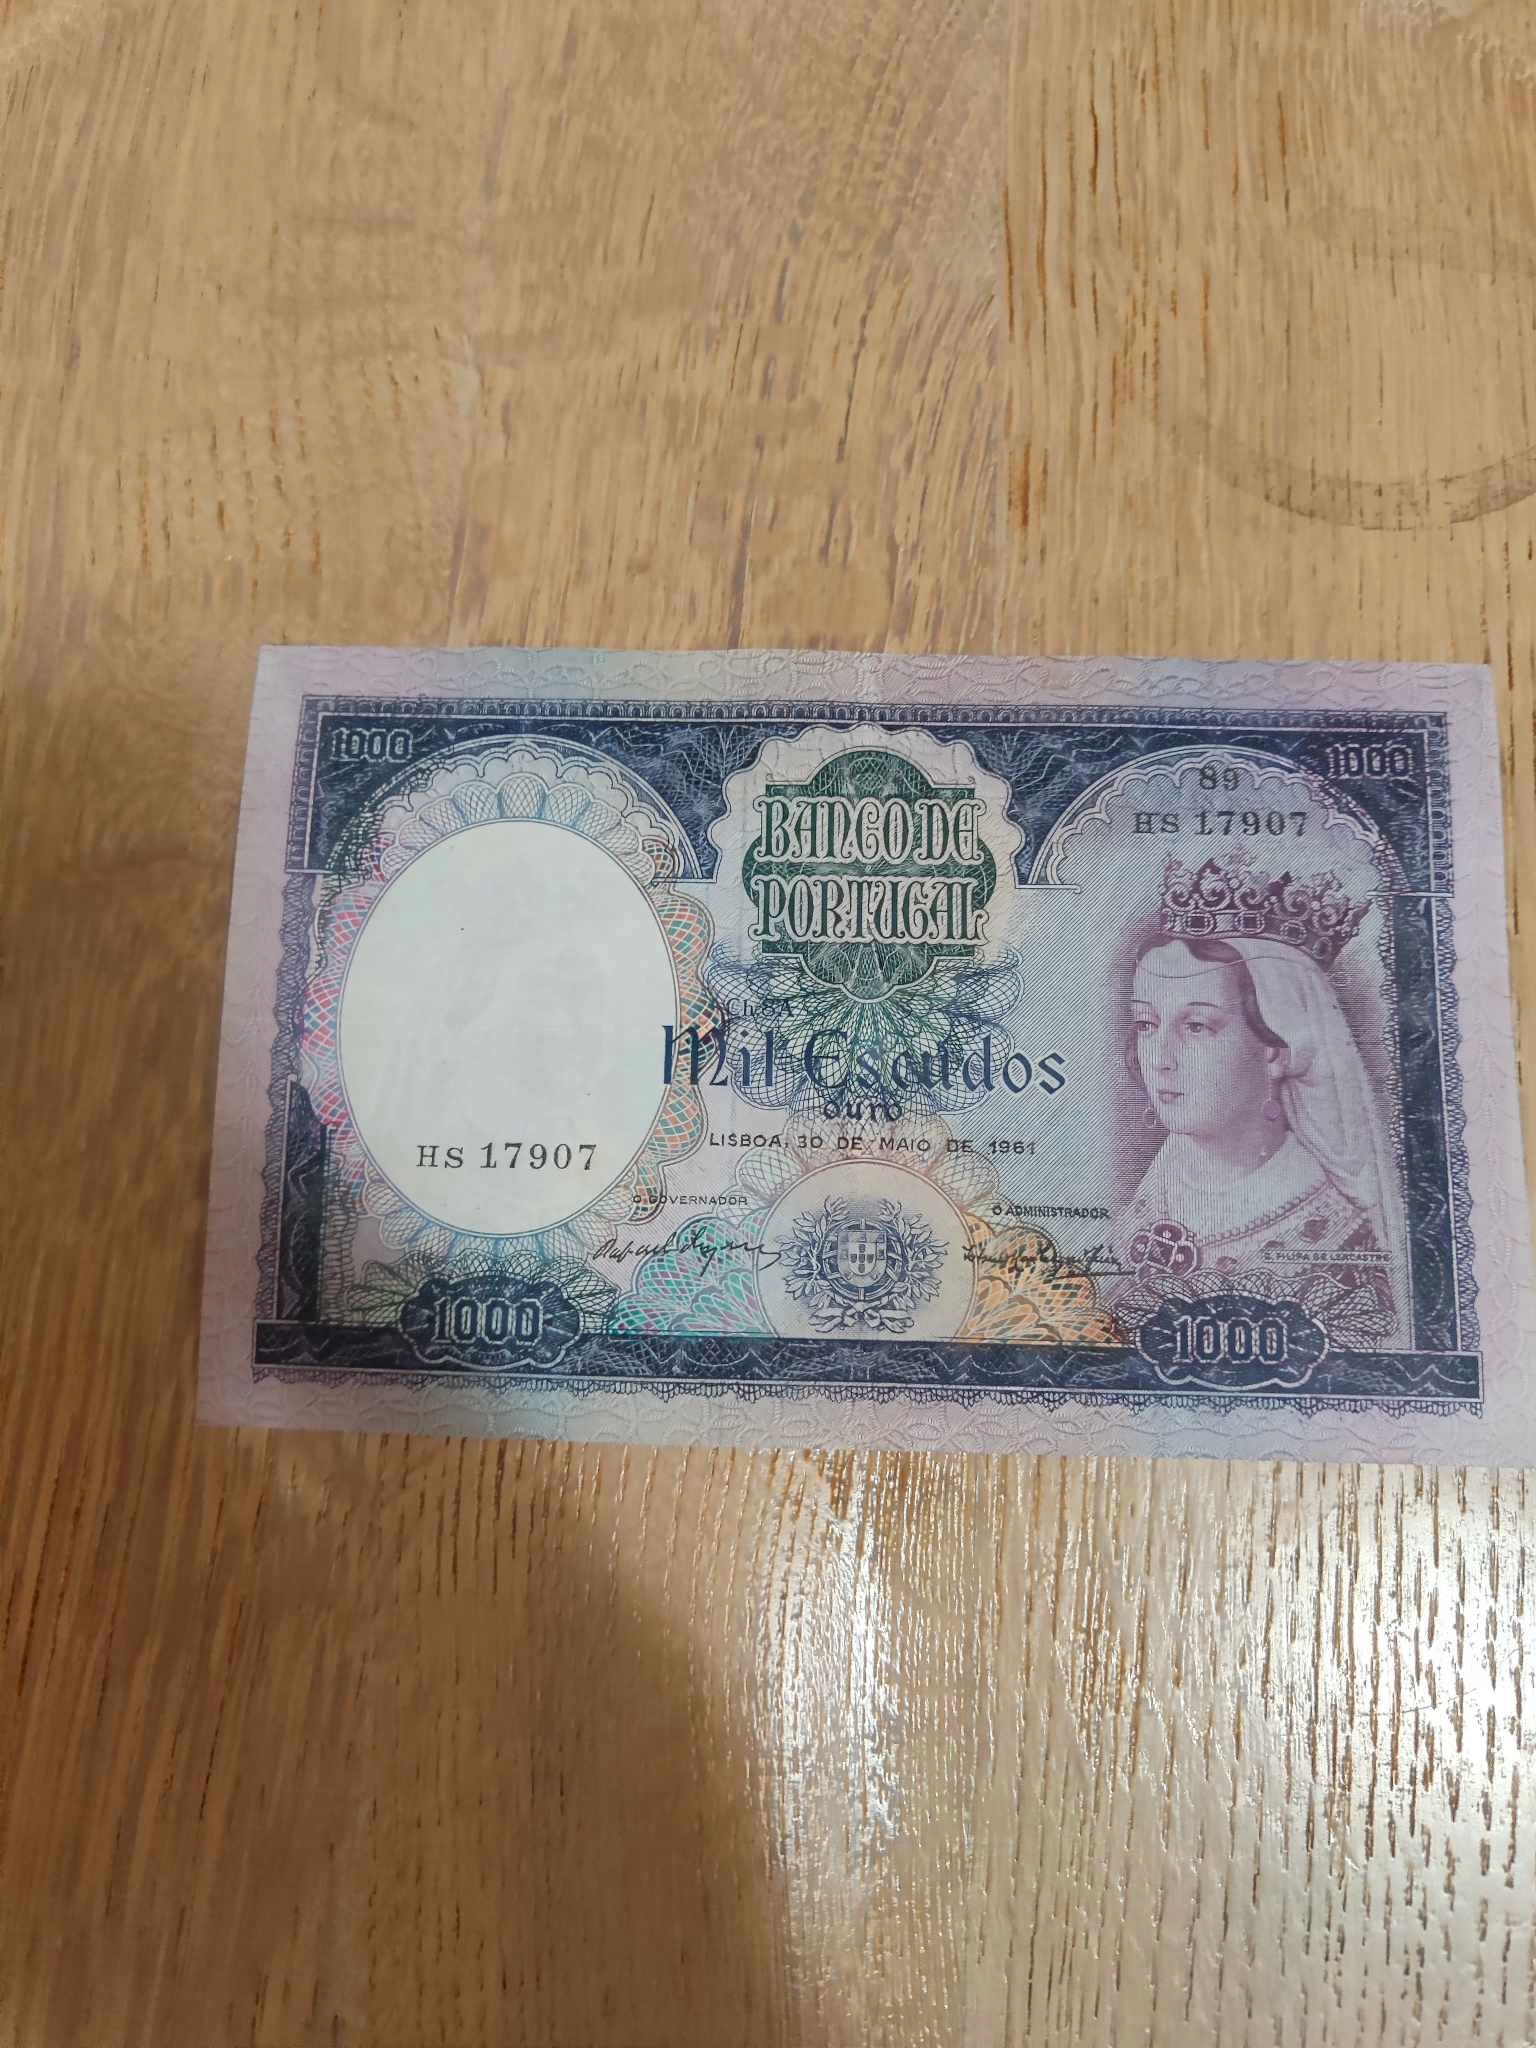 1000
1000
89
HS 17907
BANCO DE
PORTUGAL
Ch. 8A
Mil Escudos
ouro
LISBOA, 30 DE MAIO DE 1961
HS 17907
O GOVERNADOR
O ADMINISTRADOR
D. FILIPA DE LENCASTRE
1000
1000